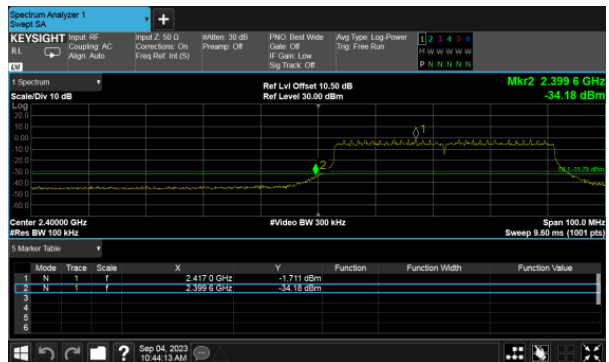 Spectrum Analyzer 1
Swept SA
KEYSIGHT Input: RF Input Z: 50 Ω #Atten: 30 dB PNO: Best Wide Avg Type: Log-Power 1 2 3 4 5 6
R L Coupling: AC Corrections: On Preamp: Off Gate: Off Trig: Free Run M W W W W W
Align: Auto Freq Ref: Int (S) IF Gain: Low P N N N N N
Sig Track: Off
1 Spectrum Ref Lvl Offset 10.50 dB Mkr2 2.399 6 GHz
Scale/Div 10 dB Ref Level 30.00 dBm -34.18 dBm
Log
20.0
10.0
0.00
-10.0
-20.0
-30.0
-40.0
-50.0
-60.0
1
2
Center 2.40000 GHz #Video BW 300 kHz Span 100.0 MHz
#Res BW 100 kHz Sweep 9.60 ms (1001 pts)
5 Marker Table
Mode Trace Scale X Y Function Function Width Function Value
1 N 1 f 2.417 0 GHz -1.711 dBm
2 N 1 f 2.399 6 GHz -34.18 dBm
3
4
5
6
? Sep 04, 2023
10:44:13 AM